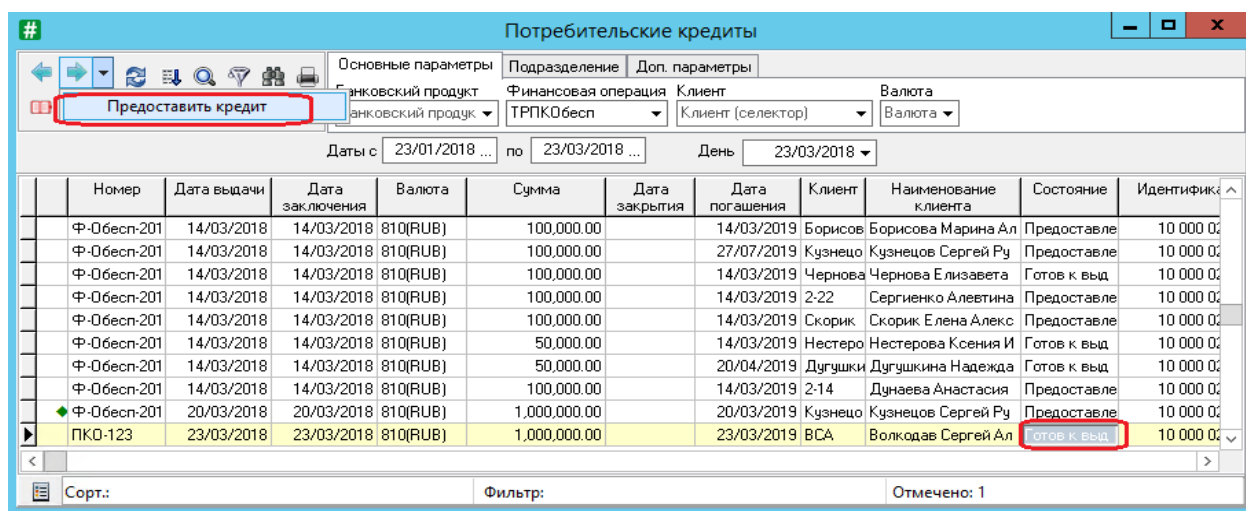 Потребительские кредиты
Основные параметры Подразделение Доп. параметры
Предоставить кредит
анковский продукт Финансовая операция Клиент Валюта
анковский продук ТРПКОбесп Клиент (селектор) Валюта
Даты с 23/01/2018 ... по 23/03/2018 ... День 23/03/2018
Номер Дата выдачи Дата заключения Валюта Сумма Дата закрытия Дата погашения Клиент Наименование клиента Состояние Идентифика
Ф-Обесп-201 14/03/2018 14/03/2018 810(RUB) 100,000.00 14/03/2019 Борисов Борисова Марина Ал Предоставле 10 000 02
Ф-Обесп-201 14/03/2018 14/03/2018 810(RUB) 100,000.00 27/07/2019 Кузнецо Кузнецов Сергей Ру Предоставле 10 000 02
Ф-Обесп-201 14/03/2018 14/03/2018 810(RUB) 100,000.00 14/03/2019 Чернова Чернова Елизавета Готов к выд 10 000 02
Ф-Обесп-201 14/03/2018 14/03/2018 810(RUB) 100,000.00 14/03/2019 2-22 Сергиенко Алевтина Предоставле 10 000 02
Ф-Обесп-201 14/03/2018 14/03/2018 810(RUB) 100,000.00 14/03/2019 Скорик Скорик Елена Алекс Предоставле 10 000 02
Ф-Обесп-201 14/03/2018 14/03/2018 810(RUB) 50,000.00 14/03/2019 Нестеро Нестерова Ксения И Готов к выд 10 000 02
Ф-Обесп-201 14/03/2018 14/03/2018 810(RUB) 50,000.00 20/04/2019 Дугушки Дугушкина Надежда Готов к выд 10 000 02
Ф-Обесп-201 14/03/2018 14/03/2018 810(RUB) 100,000.00 14/03/2019 2-14 Дунаева Анастасия Предоставле 10 000 02
Ф-Обесп-201 20/03/2018 20/03/2018 810(RUB) 1,000,000.00 20/03/2019 Кузнецо Кузнецов Сергей Ру Предоставле 10 000 02
ПКО-123 23/03/2018 23/03/2018 810(RUB) 1,000,000.00 23/03/2019 ВСА Волкодав Сергей Ал Готов к выд 10 000 02
Сорт.: Фильтр: Отмечено: 1